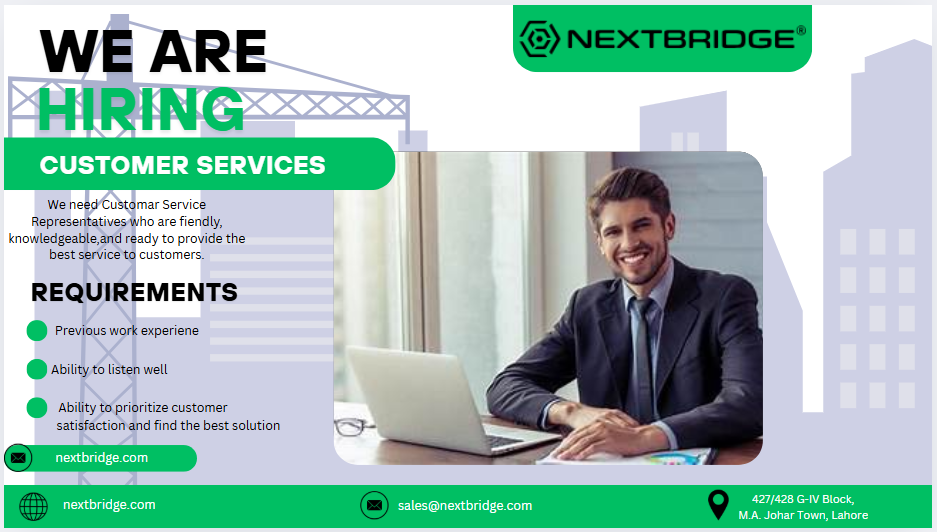 WE ARE
HIRING
NEXTBRIDGE®
CUSTOMER SERVICES
We need Customar Service
Representatives who are fiendly,
knowledgeable,and ready to provide the
best service to customers.
REQUIREMENTS
Previous work experiene
Ability to listen well
Ability to prioritize customer
satisfaction and find the best solution
nextbridge.com
nextbridge.com
sales@nextbridge.com
427/428 G-IV Block,
M.A. Johar Town, Lahore